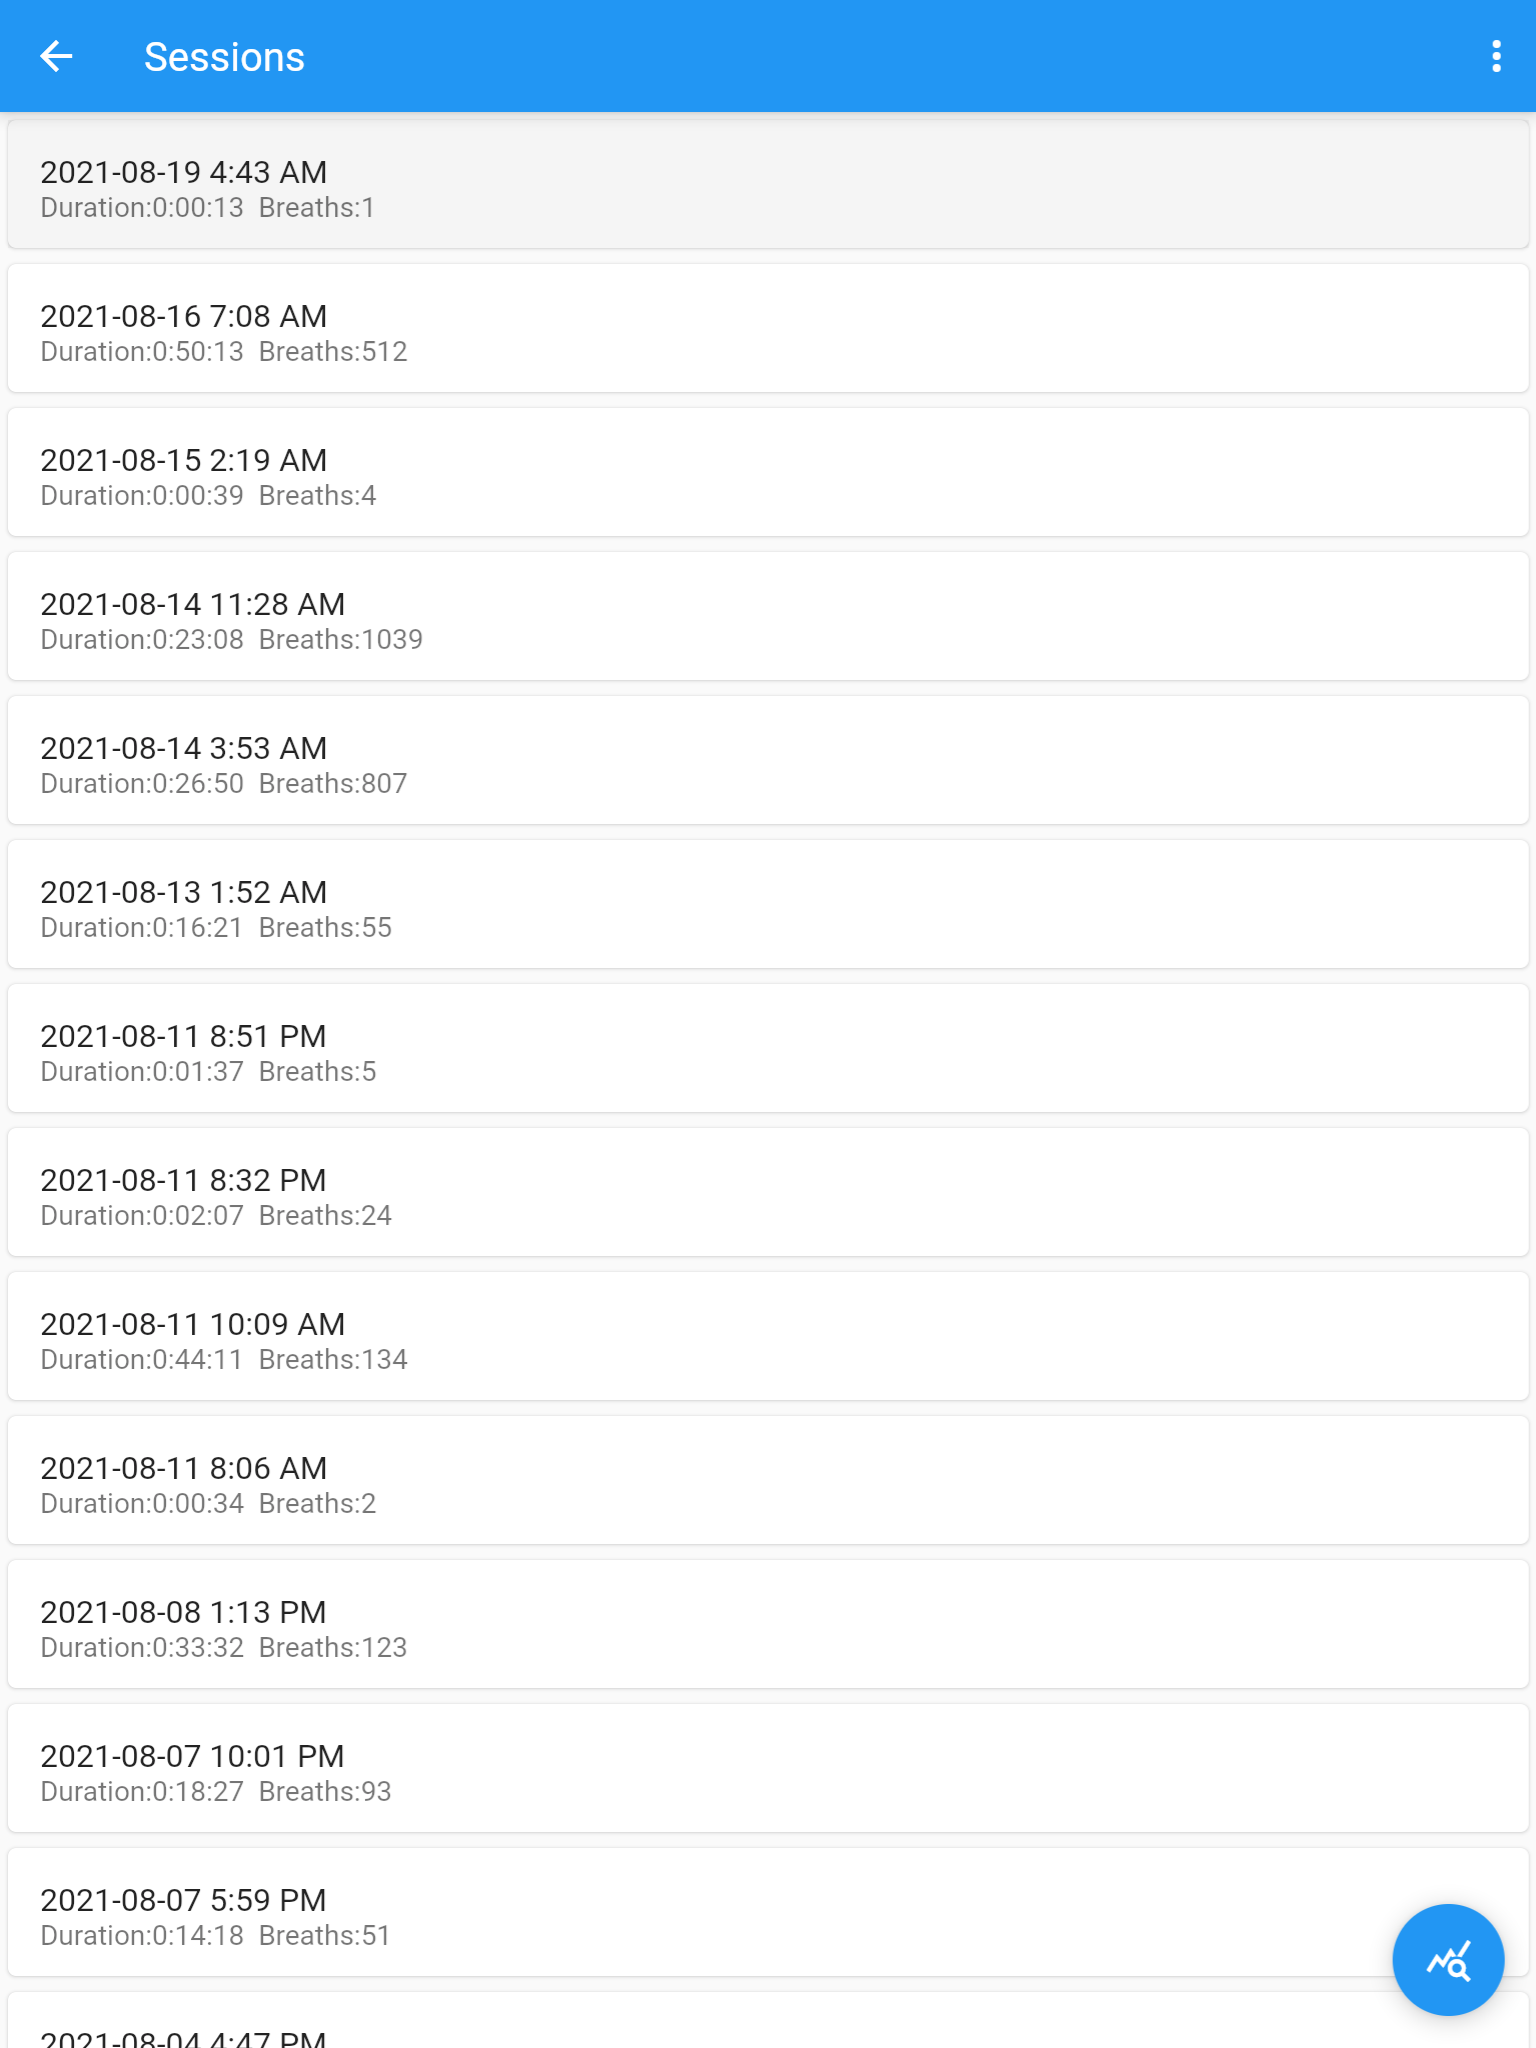 Sessions
2021-08-19 4:43 AM
Duration:0:00:13  Breaths:1
2021-08-16 7:08 AM
Duration:0:50:13  Breaths:512
2021-08-15 2:19 AM
Duration:0:00:39  Breaths:4
2021-08-14 11:28 AM
Duration:0:23:08  Breaths:1039
2021-08-14 3:53 AM
Duration:0:26:50  Breaths:807
2021-08-13 1:52 AM
Duration:0:16:21  Breaths:55
2021-08-11 8:51 PM
Duration:0:01:37  Breaths:5
2021-08-11 8:32 PM
Duration:0:02:07  Breaths:24
2021-08-11 10:09 AM
Duration:0:44:11  Breaths:134
2021-08-11 8:06 AM
Duration:0:00:34  Breaths:2
2021-08-08 1:13 PM
Duration:0:33:32  Breaths:123
2021-08-07 10:01 PM
Duration:0:18:27  Breaths:93
2021-08-07 5:59 PM
Duration:0:14:18  Breaths:51
2021-08-04 4:47 PM